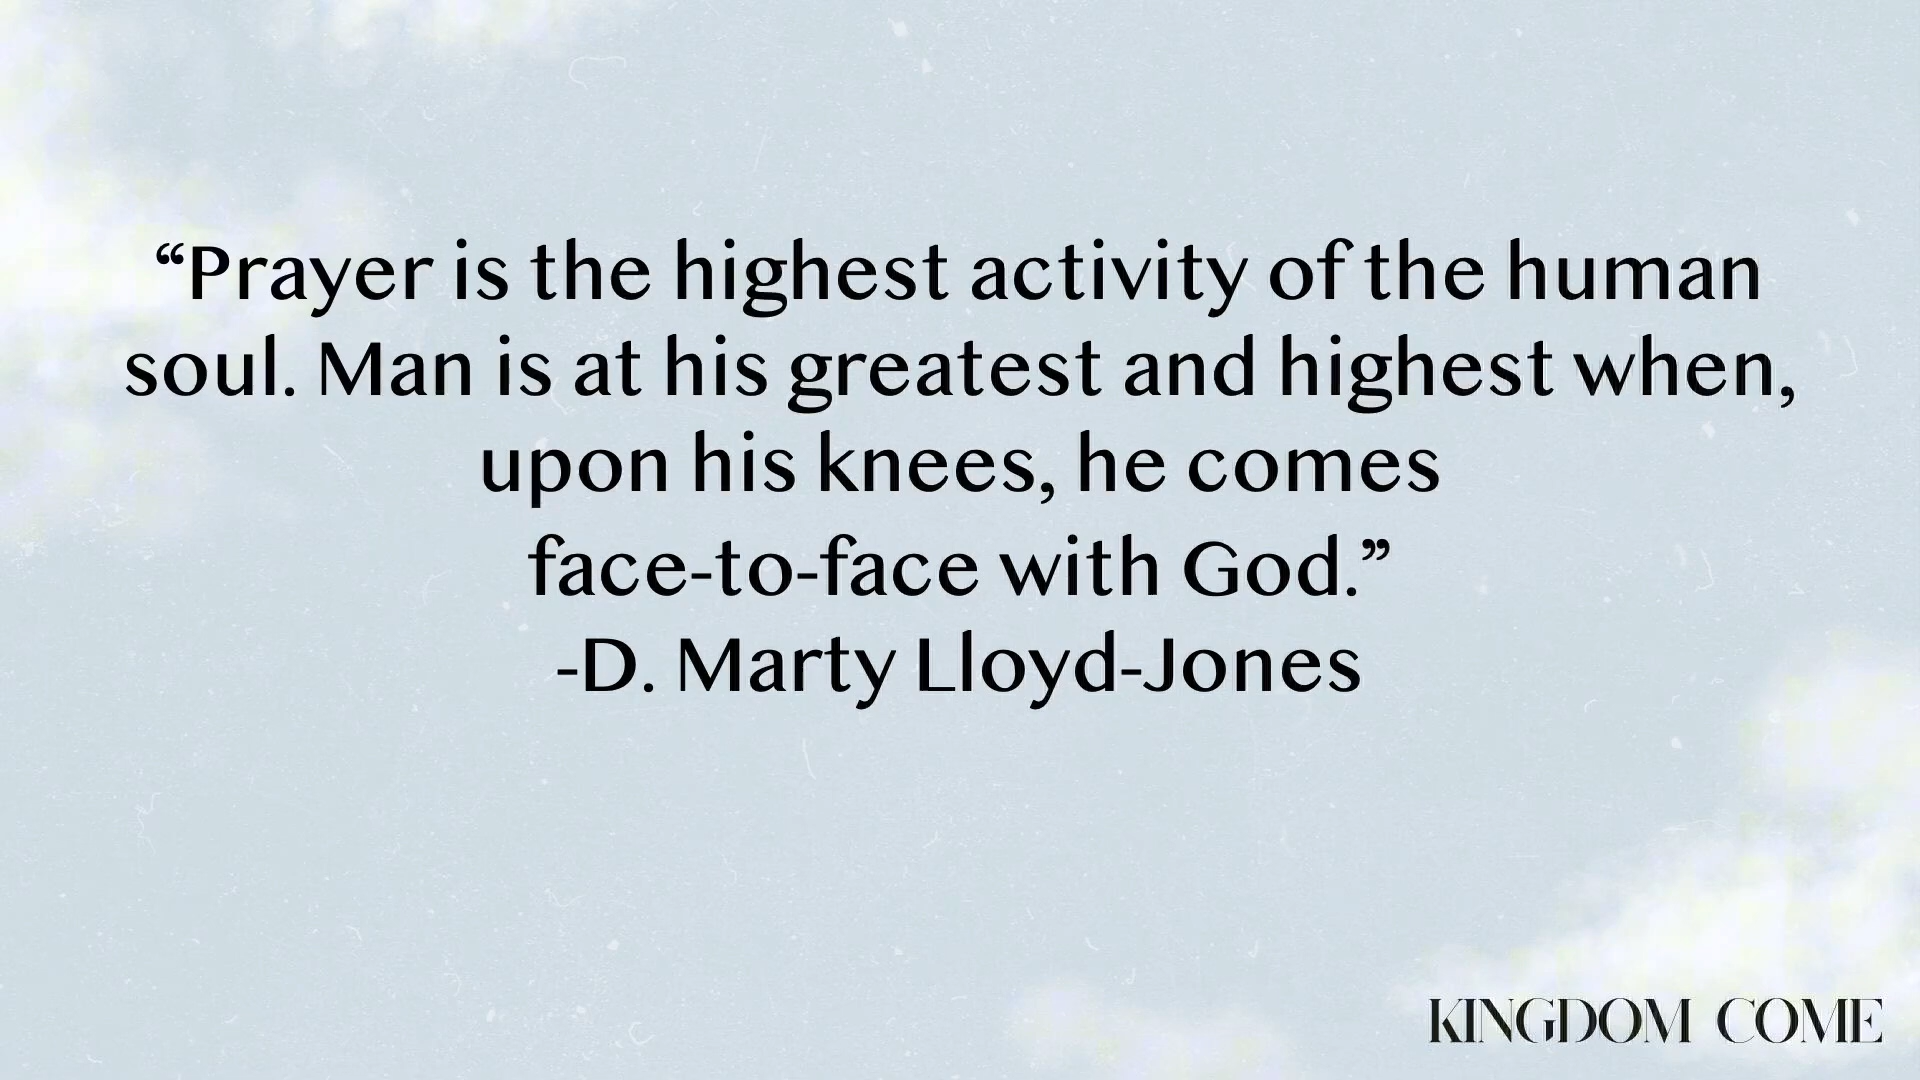 “Prayer is the highest activity of the human
soul. Man is at his greatest and highest when,
upon his knees, he comes
face-to-face with God.”
-D. Marty Lloyd-Jones
KINGDOM COME